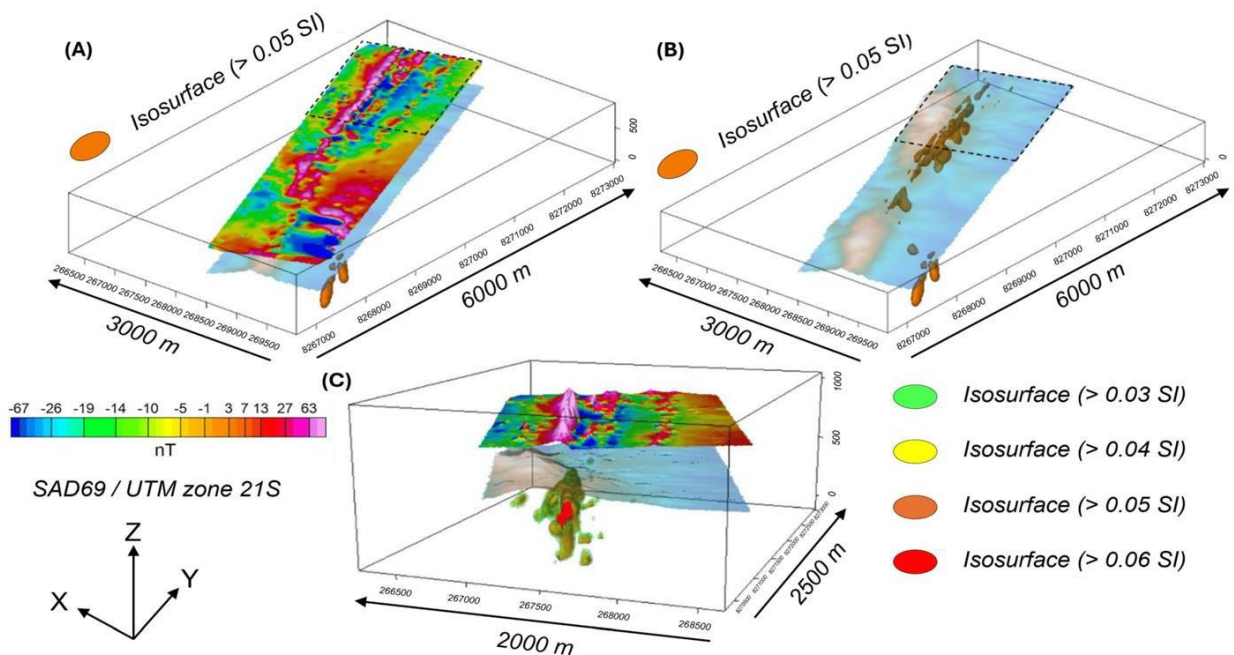 (A)
Isosurface (> 0.05 SI)
500
0
266500
267000
267500
268000
268500
269500
3000 m
8267000
8268000
8269000
827000
8271000
8272000
8273000
6000 m
(B)
Isosurface (> 0.05 SI)
0
266500
267000
267500
268000
268500
269500
3000 m
8267000
8268000
8269000
827000
8271000
8272000
8273000
6000 m
(C)
1000
500
0
266500
267000
267500
268000
268500
2000 m
2500 m
-67 -26 -19 -14 -10 -5 -1 3 7 13 27 63
nT
SAD69 / UTM zone 21S
Z
X
Y
Isosurface (> 0.03 SI)
Isosurface (> 0.04 SI)
Isosurface (> 0.05 SI)
Isosurface (> 0.06 SI)